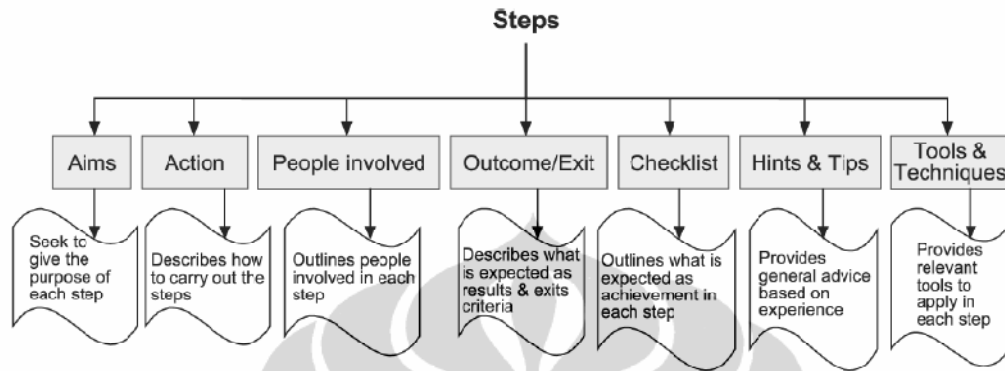 Steps
Aims
Action
People involved
Outcome/Exit
Checklist
Hints & Tips
Tools &
Techniques
Seek to
give the
purpose of
each step
Describes how
to carry out the
steps
Outlines people
involved in each
step
Describes what
is expected as
results & exits
criteria
Outlines what is
expected as
achievement in
each step
Provides
general advice
based on
experience
Provides
relevant
tools to
apply in
each step